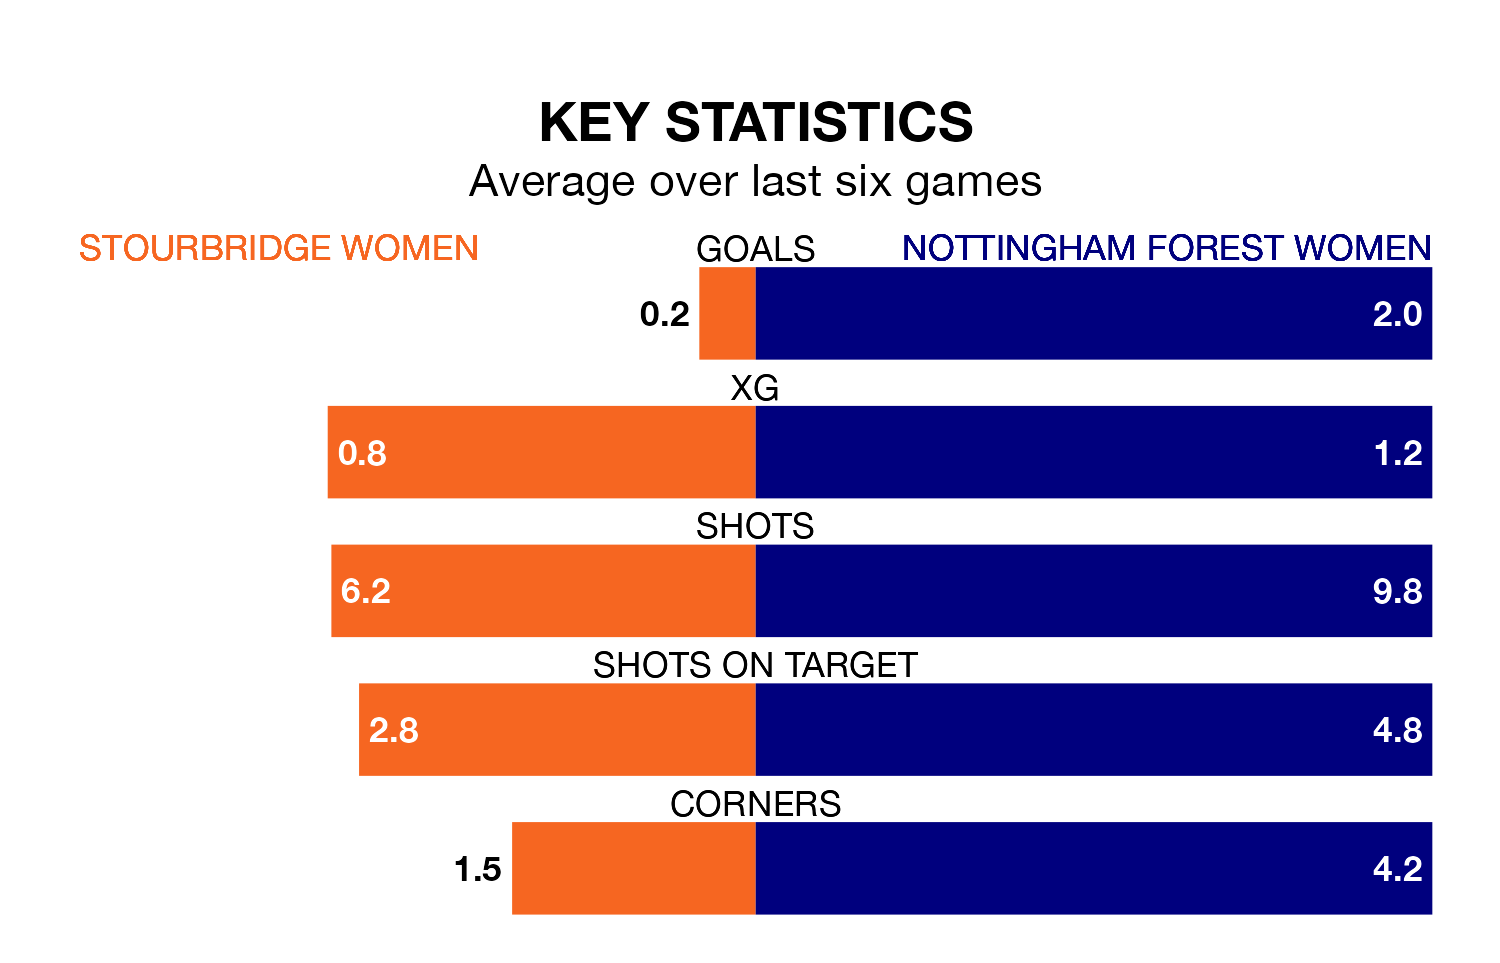 KEY STATISTICS
Average over last six games
STOURBRIDGE WOMEN GOALS NOTTINGHAM FOREST WOMEN
0.2 2.0
XG
0.8 1.2
SHOTS
6.2 9.8
SHOTS ON TARGET
2.8 4.8
CORNERS
1.5 4.2